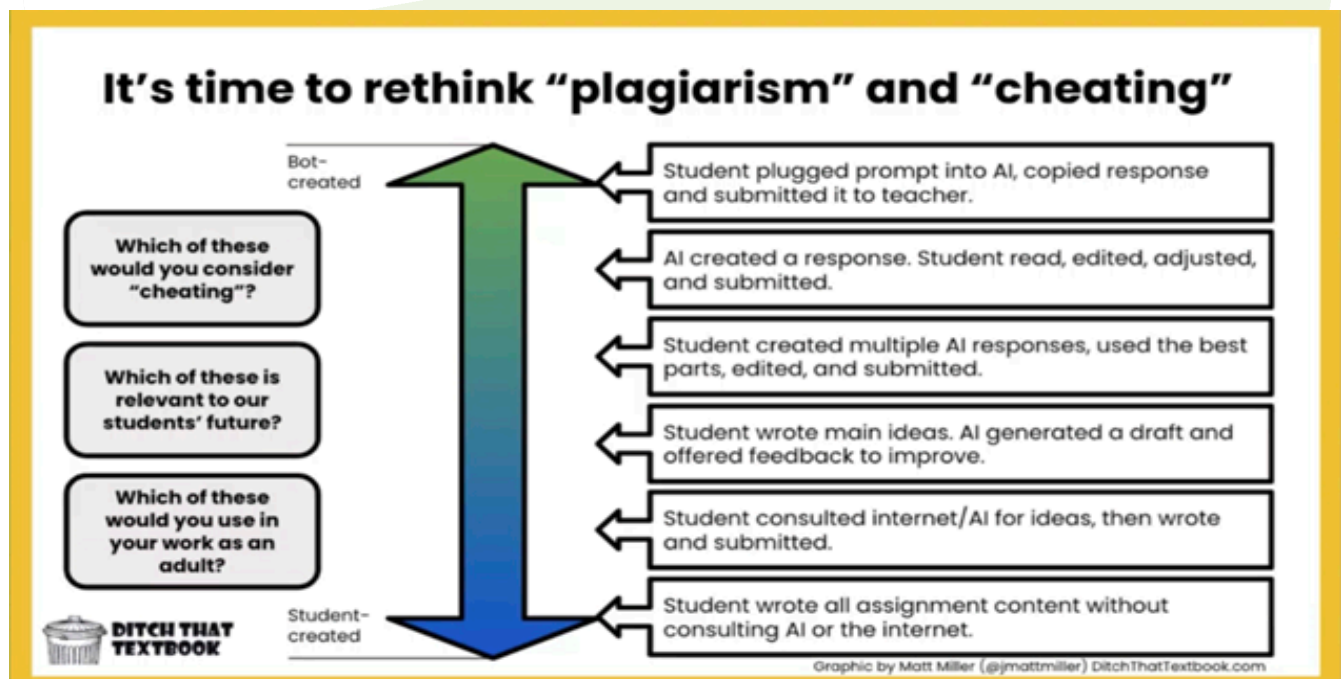 It's time to rethink “plagiarism” and “cheating”
Bot-
created
Which of these
would you consider
“cheating”?
Which of these is
relevant to our
students’ future?
Which of these
would you use in
your work as an
adult?
Student-
created
Student plugged prompt into AI, copied response
and submitted it to teacher.
AI created a response. Student read, edited, adjusted,
and submitted.
Student created multiple AI responses, used the best
parts, edited, and submitted.
Student wrote main ideas. AI generated a draft and
offered feedback to improve.
Student consulted internet/AI for ideas, then wrote
and submitted.
Student wrote all assignment content without
consulting AI or the internet.
DITCH THAT
TEXTBOOK
Graphic by Matt Miller (@jmattmiller) DitchThatTextbook.com